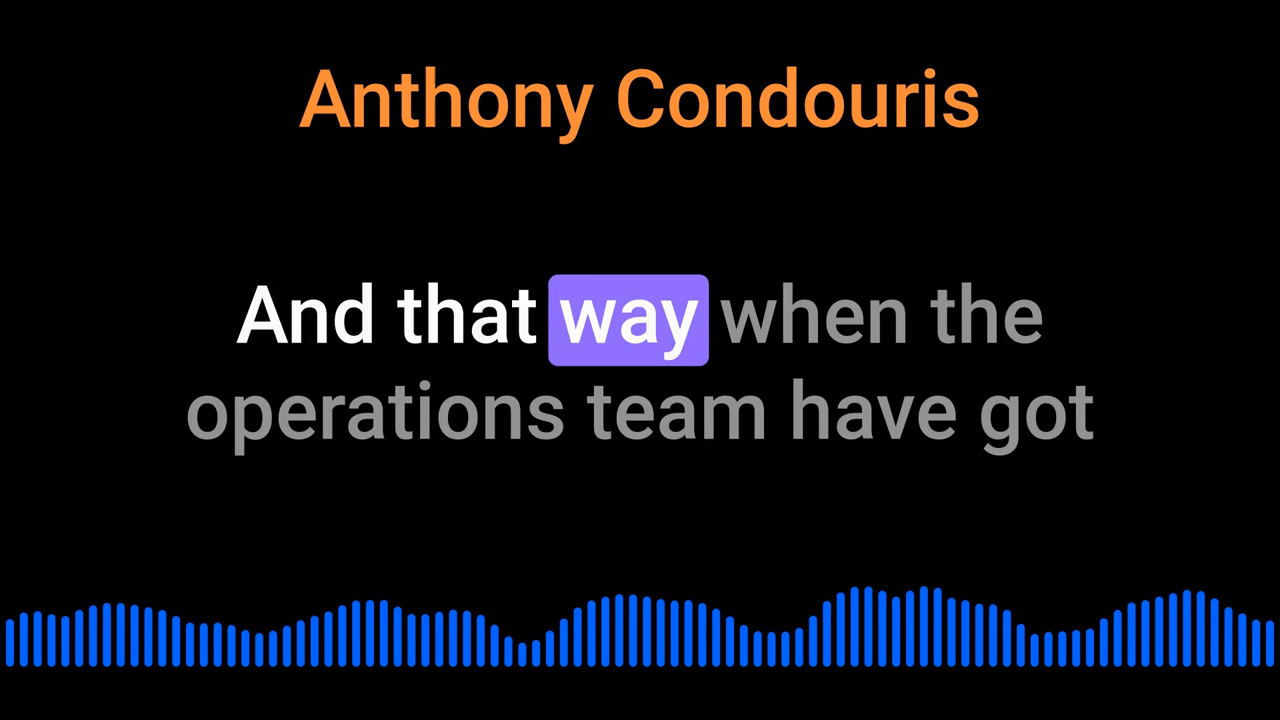 Anthony Condouris
And that way when the
operations team have got